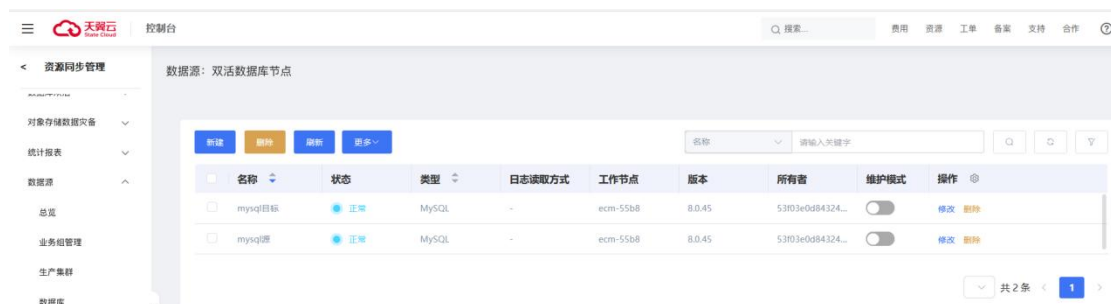 天翼云 State Cloud 控制台 搜索... 费用 资源 工单 备案 支持 合作
< 资源同步管理
数据源：双活数据库节点
对象存储数据灾备
统计报表
数据源
总览
业务组管理
生产集群
数据库
新建 删除 刷新 更多 名称 请输入关键字
名称 状态 类型 日志读取方式 工作节点 版本 所有者 维护模式 操作
mysql目标 正常 MySQL - ecm-55b8 8.0.45 53f03e0d84324... 修改 删除
mysql源 正常 MySQL - ecm-55b8 8.0.45 53f03e0d84324... 修改 删除
共 2 条 < 1 >